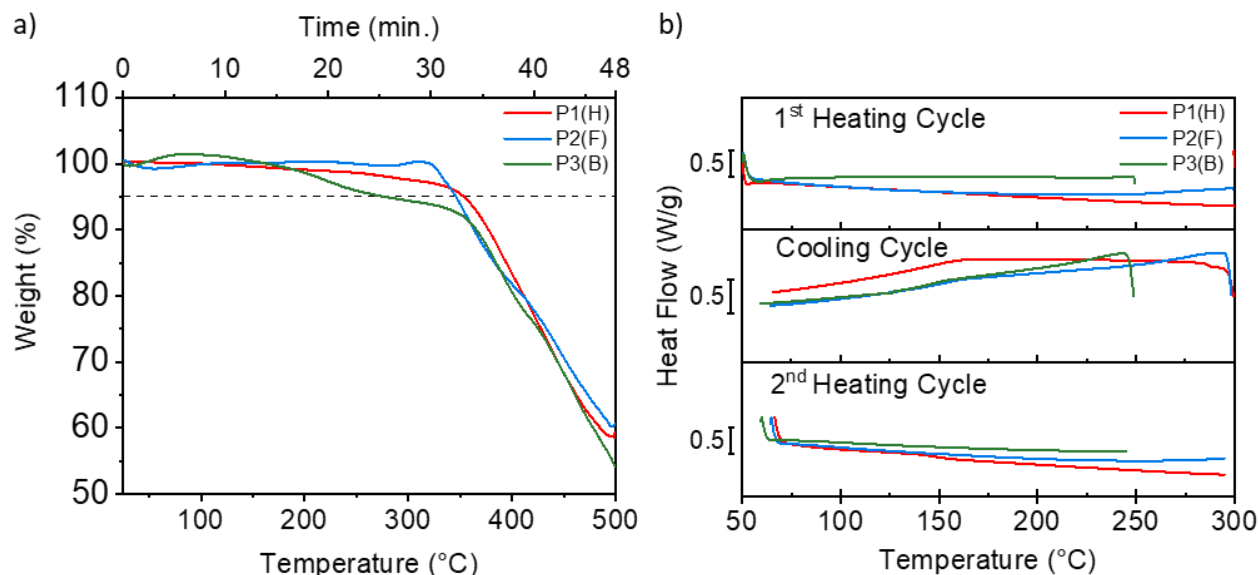 a)
Time (min.)
0 10 20 30 40 48
110
100
90
80
70
60
50
Weight (%)
P1(H)
P2(F)
P3(B)
100 200 300 400 500
Temperature (°C)
b)
1st Heating Cycle
P1(H)
P2(F)
P3(B)
0.5
Cooling Cycle
0.5
2nd Heating Cycle
0.5
Heat Flow (W/g)
50 100 150 200 250 300
Temperature (°C)